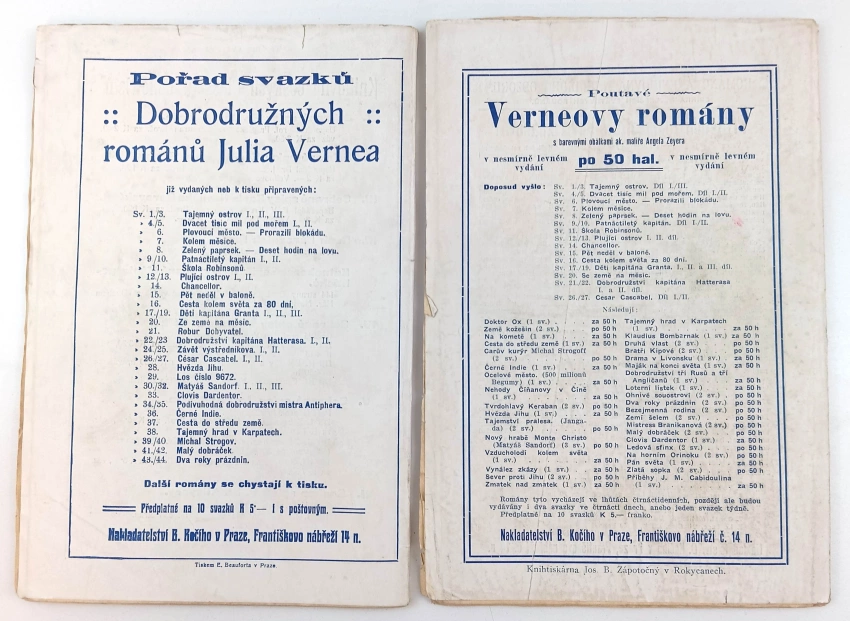 Pořad svazků
:: Dobrodružných ::
románů Julia Vernea
již vydaných neb k tisku připravených:
Sv. 1./3. Tajemný ostrov I., II., III.
» 4./5. Dvacet tisíc mil pod mořem I., II.
» 6. Plovoucí město. — Prorazili blokádu.
» 7. Kolem měsíce.
» 8. Zelený paprsek. — Deset hodin na lovu.
» 9/10. Patnáctiletý kapitán I., II.
» 11. Škola Robinsonů
» 12./13. Plující ostrov I., II.
» 14. Chancellor.
» 15. Pět neděl v baloně.
» 16. Cesta kolem světa za 80 dní.
» 17./19. Děti kapitána Granta I., II., III.
» 20. Ze země na měsíc.
» 21. Robur Dobyvatel.
» 22./23 Dobrodružství kapitána Hatterasa. I., II.
» 24./25. Závěť výstředníkova. I., II.
» 26./27. César Cascabel. I., II.
» 28. Hvězda Jihu.
» 29. Los číslo 9672.
» 30./32. Matyáš Sandorf. I., II., III.
» 33. Clovis Dardentor.
» 34./35. Podivuhodná dobrodružství mistra Antiphera.
» 36. Černé Indie.
» 37. Cesta do středu země.
» 38. Tajemný hrad v Karpatech.
» 39/40 Michal Strogov.
» 41./42. Malý dobráček.
» 43./44. Dva roky prázdnin.
Další romány se chystají k tisku.
Předplatné na 10 svazků K 5·— I s poštovným.
Nakladatelství B. Kočího v Praze, Františkovo nábřeží 14 n.
Tiskem E. Beauforta v Praze.
Poutavé
Verneovy romány
s barevnými obálkami ak. malíře Angela Zeyera
v nesmírně levném vydání po 50 hal. v nesmírně levném vydání
Doposud vyšlo: Sv. 1./3. Tajemný ostrov. Díl I./III.
Sv. 4./5. Dvacet tisíc mil pod mořem. Díl I./II.
Sv. 6. Plovoucí město. — Prorazili blokádu.
Sv. 7. Kolem měsíce.
Sv. 8. Zelený paprsek. — Deset hodin na lovu.
Sv. 9./10. Patnáctiletý kapitán. Díl I./II.
Sv. 11. Škola Robinsonů.
Sv. 12/13. Plující ostrov I. II. díl.
Sv. 14. Chancellor.
Sv. 15. Pět neděl v baloně.
Sv. 16. Cesta kolem světa za 80 dní.
Sv. 17./19. Děti kapitána Granta. I., II. a III. díl.
Sv. 20. Se země na měsíc.
Sv. 21./22. Dobrodružství kapitána Hatterasa
I. a II. díl.
Sv. 26/27. Cesar Cascabel. Díl I./II.
Následují:
Doktor Ox (1 sv.) . . . . za 50 h
Země kožešin (2 sv.) . . . po 50 h
Na kometě (1 sv.) . . . . za 50 h
Cesta do středu země (1 sv.) za 50 h
Carův kurýr Michal Strogoff
(2 sv.) . . . . . . . po 50 h
Černé Indie (1 sv.) . . . . za 50 h
Ocelové město. (500 milionů
Begumy) (1 sv.) . . . . za 50 h
Nehody Číňanovy v Číně
(1 sv.) . . . . . . . za 50 h
Tvrdohlavý Keraban (2 sv.) . po 50 h
Hvězda Jihu (1 sv.) . . . . za 50 h
Tajemství pralesa. (Janga-
da) (2 sv.) . . . . . . po 50 h
Nový hrabě Monta Christo
(Matyáš Sandorf) (2 sv.) . po 50 h
Vzducholodí kolem světa
(1 sv.) . . . . . . . za 50 h
Vynález zkázy (1 sv.) . . . za 50 h
Sever proti Jihu (2 sv.) . . po 50 h
Zmatek nad zmatek (1 sv.) . za 50 h
Tajemný hrad v Karpatech
(1 sv.) . . . . . . . za 50 h
Klaudius Bombarnak (1 sv.) . za 50 h
Druhá vlast (2 sv.) . . . . po 50 h
Bratři Kipové (2 sv.) . . . po 50 h
Drama v Livonsku (1 sv.) . za 50 h
Maják na konci světa (1 sv.) . za 50 h
Dobrodružství tří Rusů a tří
Angličanů (1 sv.) . . . . za 50 h
Loterní lístek (1 sv.) . . . za 50 h
Ohnivé souostroví (2 sv.) . po 50 h
Dva roky prázdnin (2 sv.) . po 50 h
Bezejmenná rodina (2 sv.) . po 50 h
Zemí šelem (2 sv.) . . . . po 50 h
Mistress Branikanová (2 sv.) po 50 h
Malý dobráček (2 sv.) . . . po 50 h
Clovis Dardentor (1 sv.) . . za 50 h
Ledová sfinx (2 sv.) . . . . po 50 h
Na horním Orinoku (2 sv.) . po 50 h
Pán světa (1 sv.) . . . . . za 50 h
Zlatá sopka (2 sv.) . . . . po 50 h
Příběhy J. M. Cabidoulina
(1 sv.) . . . . . . . za 50 h
Romány tyto vycházejí ve lhůtách čtrnáctidenních, později ale budou
vydávány i dva svazky ve čtrnácti dnech, anebo jeden svazek týdně.
Předplatné na 10 svazků K 5.— franko.
Nakladatelství B. Kočího v Praze, Františkovo nábřeží č. 14 n.
Knihtiskárna Jos. B. Zápotočný v Rokycanech.